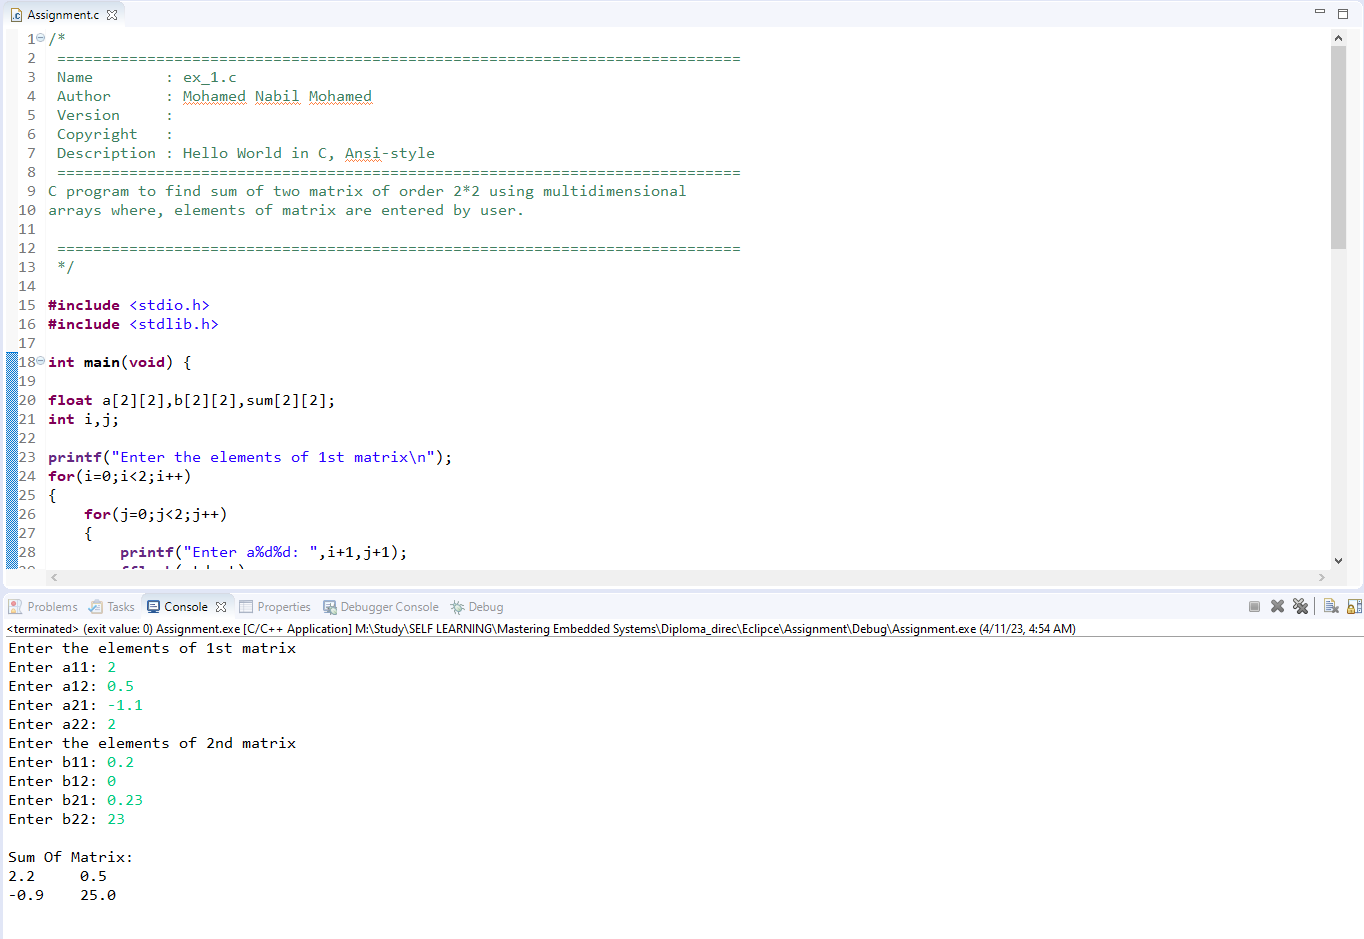 Assignment.c
1 /*
2 ============================================================================
3 Name        : ex_1.c
4 Author      : Mohamed Nabil Mohamed
5 Version     :
6 Copyright   :
7 Description : Hello World in C, Ansi-style
8 ============================================================================
9 C program to find sum of two matrix of order 2*2 using multidimensional
10 arrays where, elements of matrix are entered by user.
11
12 ============================================================================
13 */
14
15 #include <stdio.h>
16 #include <stdlib.h>
17
18 int main(void) {
19
20 float a[2][2],b[2][2],sum[2][2];
21 int i,j;
22
23 printf("Enter the elements of 1st matrix\n");
24 for(i=0;i<2;i++)
25 {
26     for(j=0;j<2;j++)
27     {
28         printf("Enter a%d%d: ",i+1,j+1);
Problems Tasks Console Properties Debugger Console Debug
<terminated> (exit value: 0) Assignment.exe [C/C++ Application] M:\Study\SELF LEARNING\Mastering Embedded Systems\Diploma_direc\Eclipce\Assignment\Debug\Assignment.exe (4/11/23, 4:54 AM)
Enter the elements of 1st matrix
Enter a11: 2
Enter a12: 0.5
Enter a21: -1.1
Enter a22: 2
Enter the elements of 2nd matrix
Enter b11: 0.2
Enter b12: 0
Enter b21: 0.23
Enter b22: 23
Sum Of Matrix:
2.2     0.5
-0.9    25.0